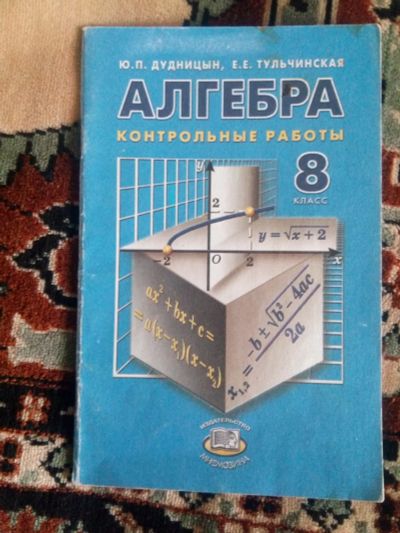 Ю.П. ДУДНИЦЫН, Е.Е. ТУЛЬЧИНСКАЯ
АЛГЕБРА
КОНТРОЛЬНЫЕ РАБОТЫ
8
КЛАСС
y
2
y = √x + 2
-2
O
2
x
ax² + bx + c =
= a(x – x₁)(x – x₂)
x₁,₂ = -b ± √b² – 4ac
2a
ИЗДАТЕЛЬСТВО
МНЕМОЗИНА